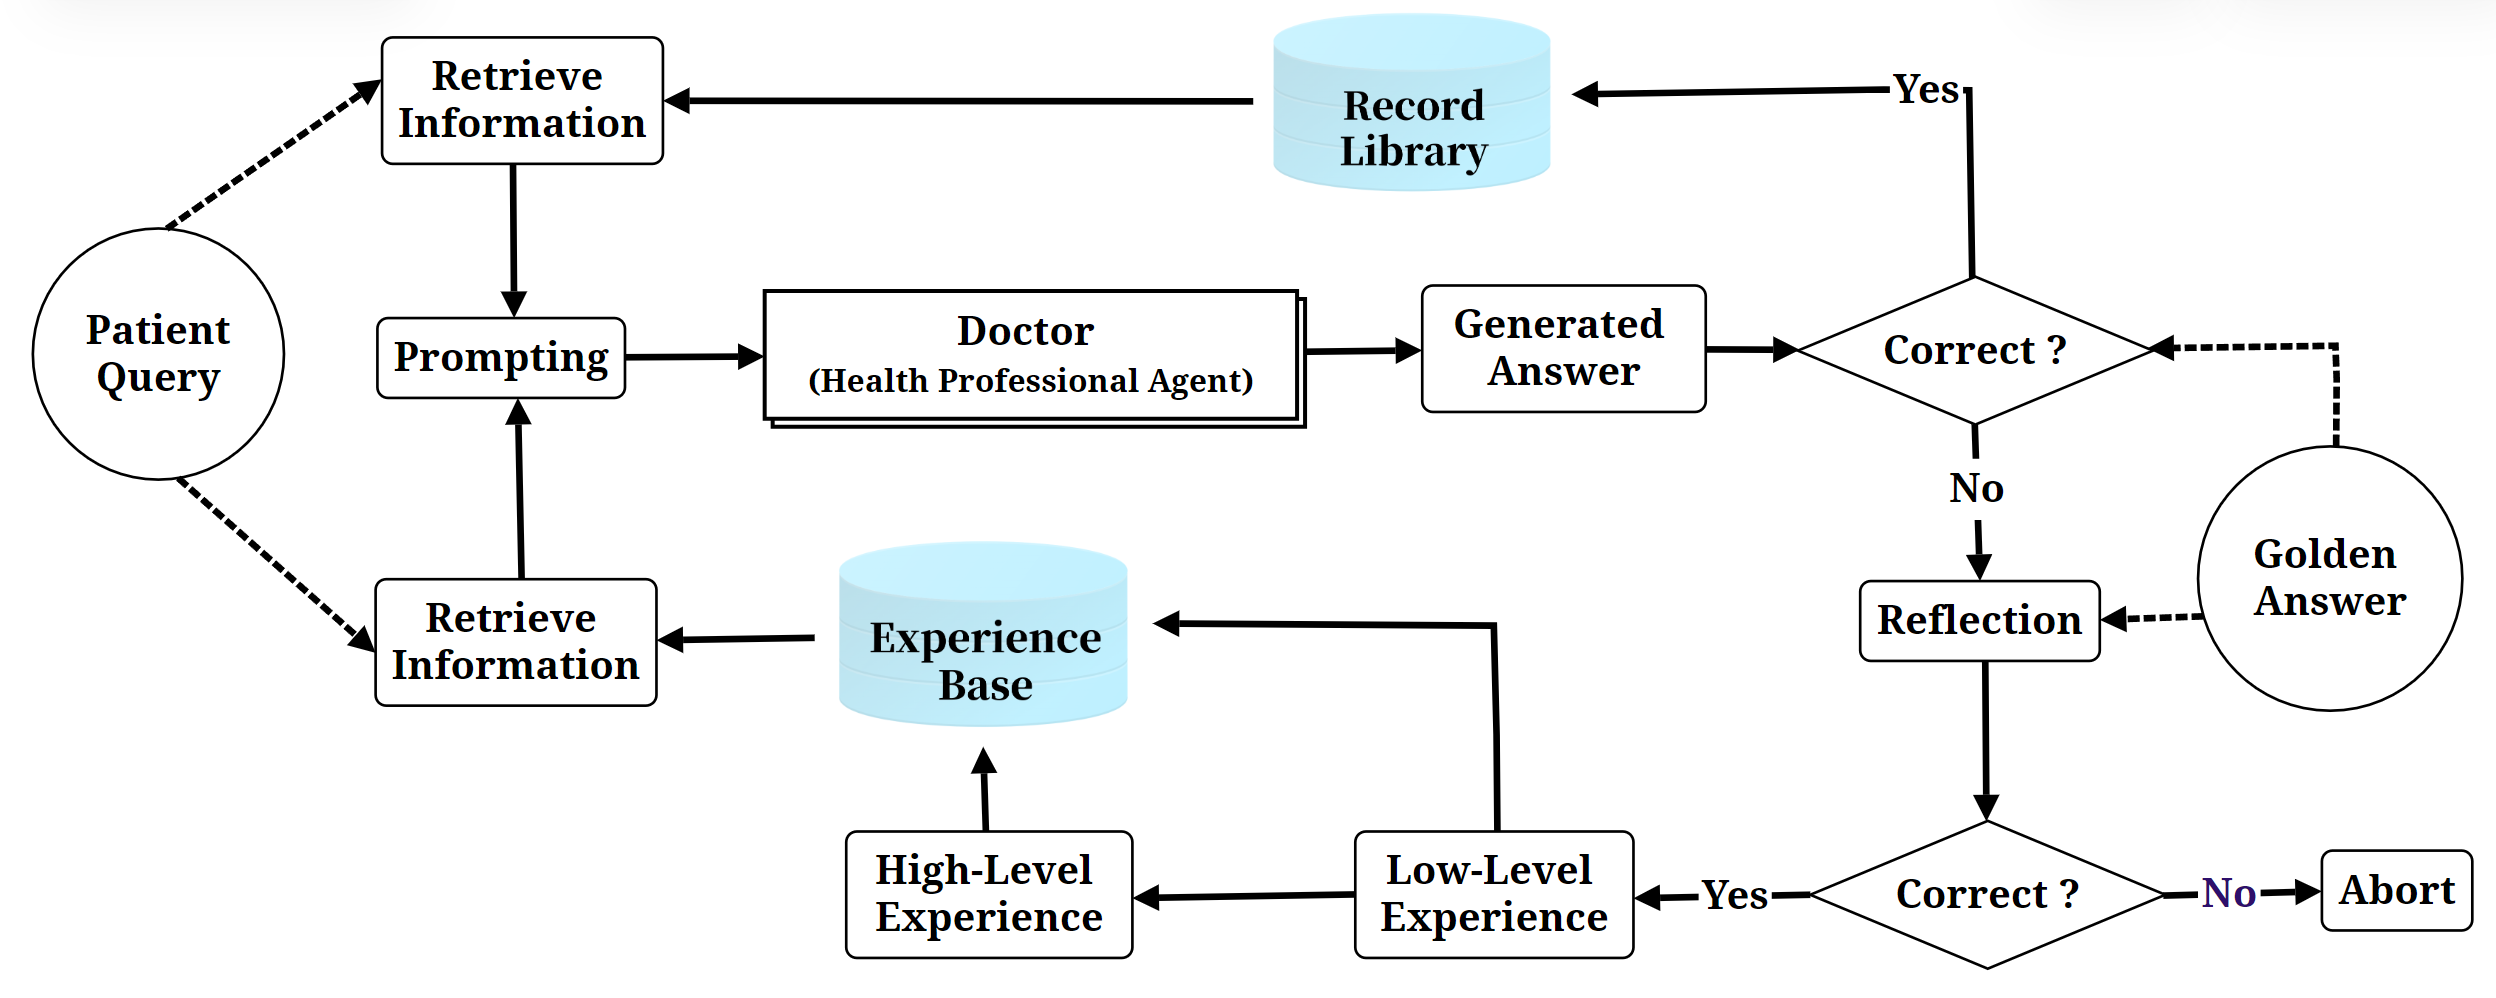 Retrieve
Information
Record
Library
Yes
Patient
Query
Prompting
Doctor
(Health Professional Agent)
Generated
Answer
Correct ?
No
Golden
Answer
Retrieve
Information
Experience
Base
Reflection
High-Level
Experience
Low-Level
Experience
Yes
Correct ?
No
Abort